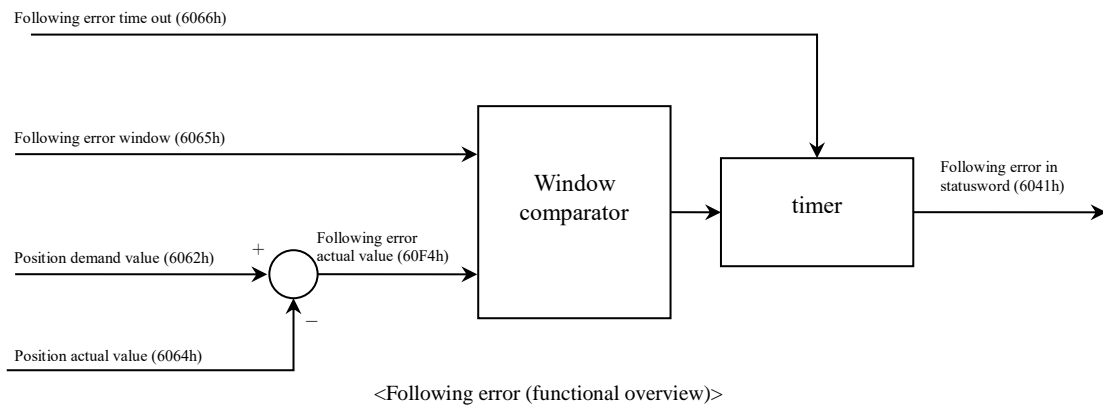 Following error time out (6066h)
Following error window (6065h)
Window
comparator
timer
Following error in
statusword (6041h)
Position demand value (6062h)
+
Following error
actual value (60F4h)
−
Position actual value (6064h)
<Following error (functional overview)>